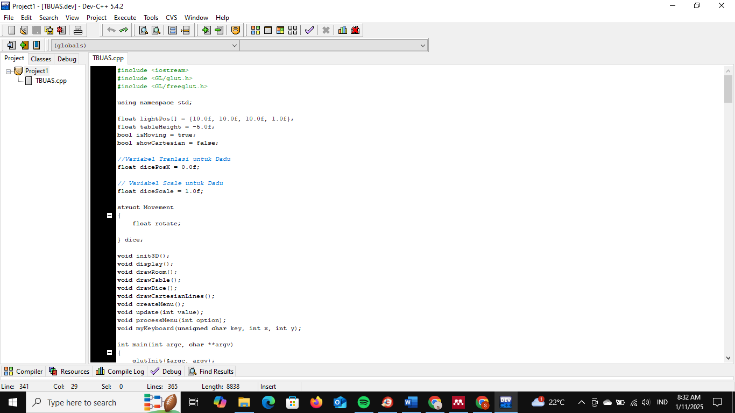 Project1 - [TBUAS.dev] - Dev-C++ 5.4.2
File Edit Search View Project Execute Tools CVS Window Help
(globals)
Project Classes Debug
TBUAS.cpp
Project1
TBUAS.cpp
#include <iostream>
#include <GL/glut.h>
#include <GL/freeglut.h>
using namespace std;
float lightPos[] = {10.0f, 10.0f, 10.0f, 1.0f};
float tableHeight = -5.0f;
bool isMoving = true;
bool showCartesian = false;
//Variabel Translasi untuk Dadu
float dicePosX = 0.0f;
// Variabel Scale untuk Dadu
float diceScale = 1.0f;
struct Movement
{
float rotate;
} dice;
void init3D();
void display();
void drawRoom();
void drawTable();
void drawDice();
void drawCartesianLines();
void createMenu();
void update(int value);
void processMenu(int option);
void myKeyboard(unsigned char key, int x, int y);
int main(int argc, char **argv)
{
glutInit(&argc, argv);
Compiler Resources Compile Log Debug Find Results
Line: 341 Col: 29 Sel: 0 Lines: 365 Length: 8838 Insert
Type here to search
22°C
IND
8:32 AM
1/11/2025